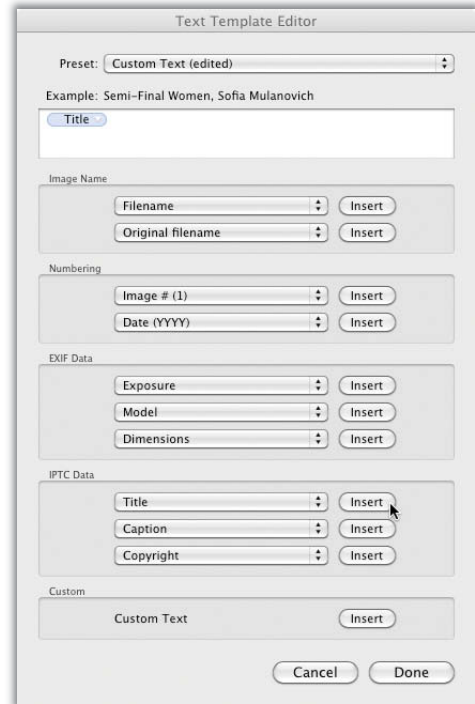 Text Template Editor
Preset: Custom Text (edited)
Example: Semi-Final Women, Sofia Mulanovich
Title
Image Name
Filename Insert
Original filename Insert
Numbering
Image # (1) Insert
Date (YYYY) Insert
EXIF Data
Exposure Insert
Model Insert
Dimensions Insert
IPTC Data
Title Insert
Caption Insert
Copyright Insert
Custom
Custom Text Insert
Cancel Done